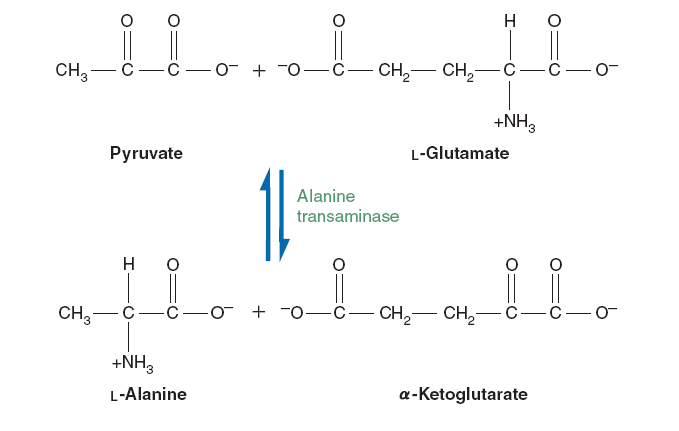 O O O H O
CH3 C C O− + −O C CH2 CH2 C C O−
+NH3
Pyruvate L-Glutamate
Alanine
transaminase
H O O O O
CH3 C C O− + −O C CH2 CH2 C C O−
+NH3
L-Alanine α-Ketoglutarate